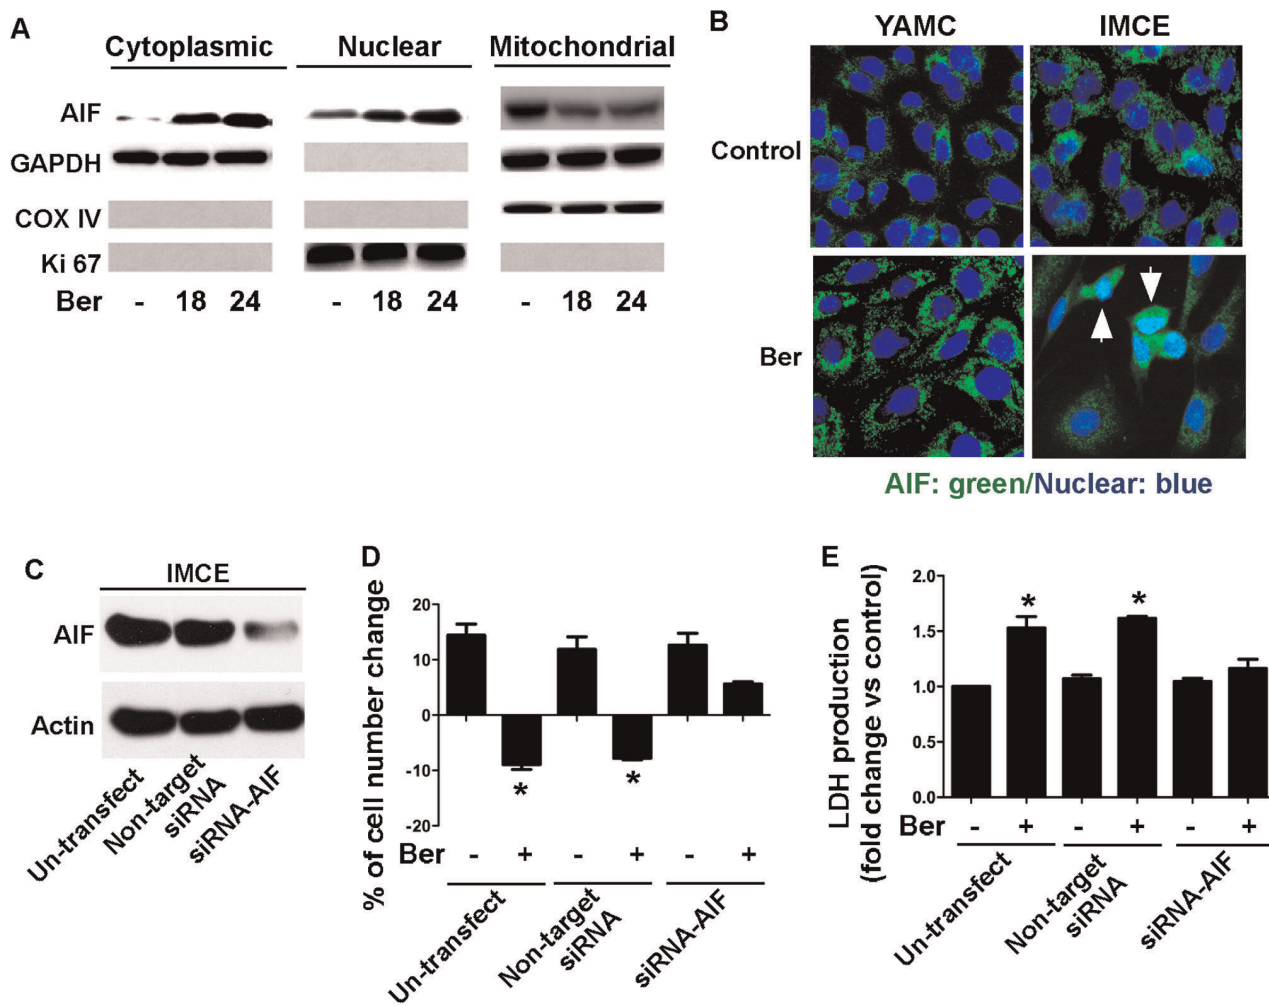 A
Cytoplasmic Nuclear Mitochondrial
AIF
GAPDH
COX IV
Ki 67
Ber - 18 24 - 18 24 - 18 24
B
YAMC IMCE
Control
Ber
AIF: green/Nuclear: blue
C
IMCE
AIF
Actin
Un-transfect
Non-target
siRNA
siRNA-AIF
D
% of cell number change
20
10
0
-10
-20
* *
Ber - + - + - +
Un-transfect
Non-target
siRNA
siRNA-AIF
E
LDH production
(fold change vs control)
2.0
1.5
1.0
0.5
0.0
* *
Ber - + - + - +
Un-transfect
Non-target
siRNA
siRNA-AIF